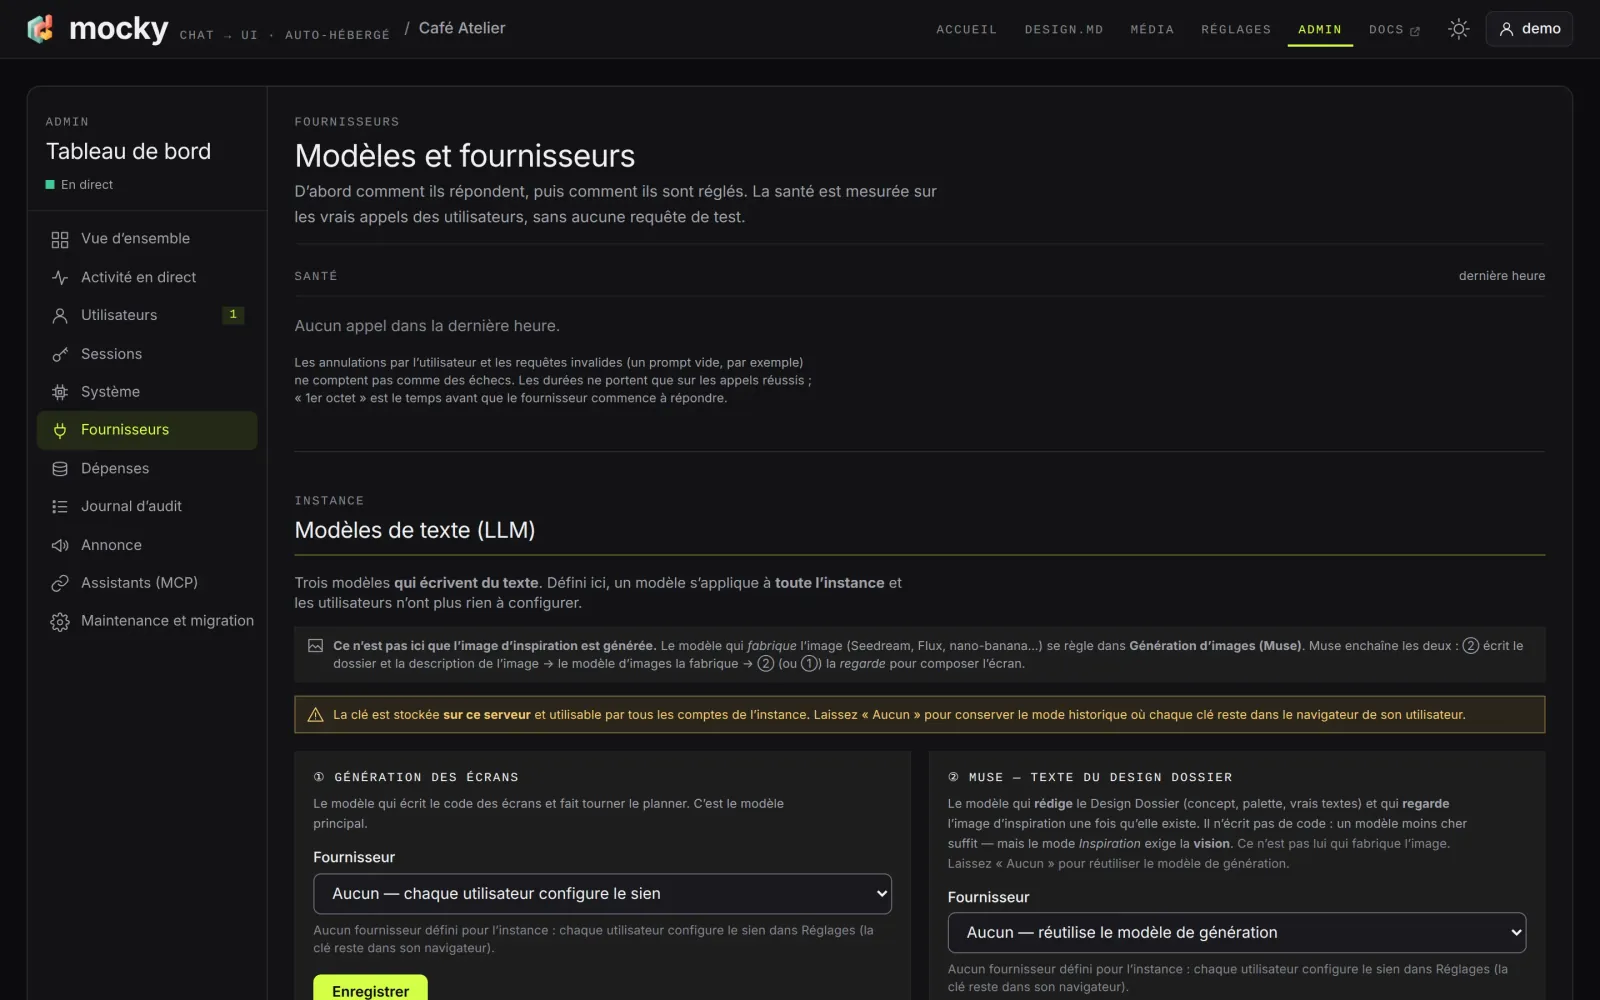 mocky CHAT → UI · AUTO-HÉBERGÉ / Café Atelier
ACCUEIL DESIGN.MD MÉDIA RÉGLAGES ADMIN DOCS demo
ADMIN
Tableau de bord
En direct
Vue d’ensemble
Activité en direct
Utilisateurs 1
Sessions
Système
Fournisseurs
Dépenses
Journal d’audit
Annonce
Assistants (MCP)
Maintenance et migration
FOURNISSEURS
Modèles et fournisseurs
D’abord comment ils répondent, puis comment ils sont réglés. La santé est mesurée sur
les vrais appels des utilisateurs, sans aucune requête de test.
SANTÉ dernière heure
Aucun appel dans la dernière heure.
Les annulations par l’utilisateur et les requêtes invalides (un prompt vide, par exemple)
ne comptent pas comme des échecs. Les durées ne portent que sur les appels réussis ;
« 1er octet » est le temps avant que le fournisseur commence à répondre.
INSTANCE
Modèles de texte (LLM)
Trois modèles qui écrivent du texte. Défini ici, un modèle s’applique à toute l’instance et
les utilisateurs n’ont plus rien à configurer.
Ce n’est pas ici que l’image d’inspiration est générée. Le modèle qui fabrique l’image (Seedream, Flux, nano-banana…) se règle dans Génération d’images (Muse). Muse enchaîne les deux : ② écrit le
dossier et la description de l’image → le modèle d’images la fabrique → ② (ou ①) la regarde pour composer l’écran.
La clé est stockée sur ce serveur et utilisable par tous les comptes de l’instance. Laissez « Aucun » pour conserver le mode historique où chaque clé reste dans le navigateur de son utilisateur.
① GÉNÉRATION DES ÉCRANS
Le modèle qui écrit le code des écrans et fait tourner le planner. C’est le modèle
principal.
Fournisseur
Aucun — chaque utilisateur configure le sien
Aucun fournisseur défini pour l’instance : chaque utilisateur configure le sien dans Réglages (la
clé reste dans son navigateur).
Enregistrer
② MUSE — TEXTE DU DESIGN DOSSIER
Le modèle qui rédige le Design Dossier (concept, palette, vrais textes) et qui regarde
l’image d’inspiration une fois qu’elle existe. Il n’écrit pas de code : un modèle moins cher
suffit — mais le mode Inspiration exige la vision. Ce n’est pas lui qui fabrique l’image.
Laissez « Aucun » pour réutiliser le modèle de génération.
Fournisseur
Aucun — réutilise le modèle de génération
Aucun fournisseur défini pour l’instance : chaque utilisateur configure le sien dans Réglages (la
clé reste dans son navigateur).